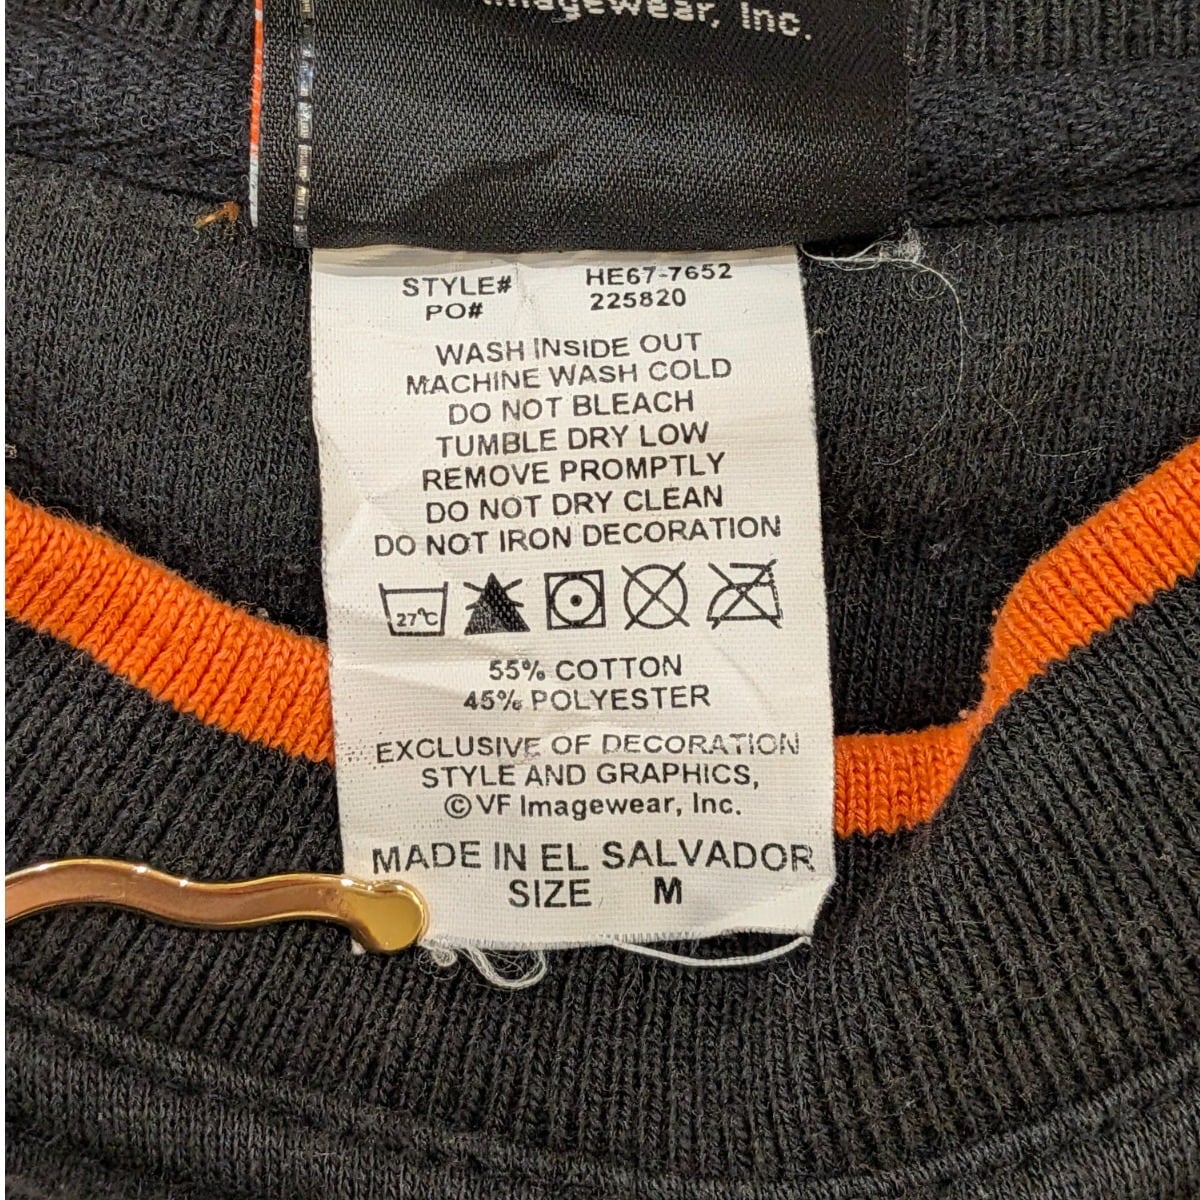 Imagewear, Inc.
STYLE# HE67-7652
PO# 225820
WASH INSIDE OUT
MACHINE WASH COLD
DO NOT BLEACH
TUMBLE DRY LOW
REMOVE PROMPTLY
DO NOT DRY CLEAN
DO NOT IRON DECORATION
27°C
55% COTTON
45% POLYESTER
EXCLUSIVE OF DECORATION
STYLE AND GRAPHICS,
©VF Imagewear, Inc.
MADE IN EL SALVADOR
SIZE M